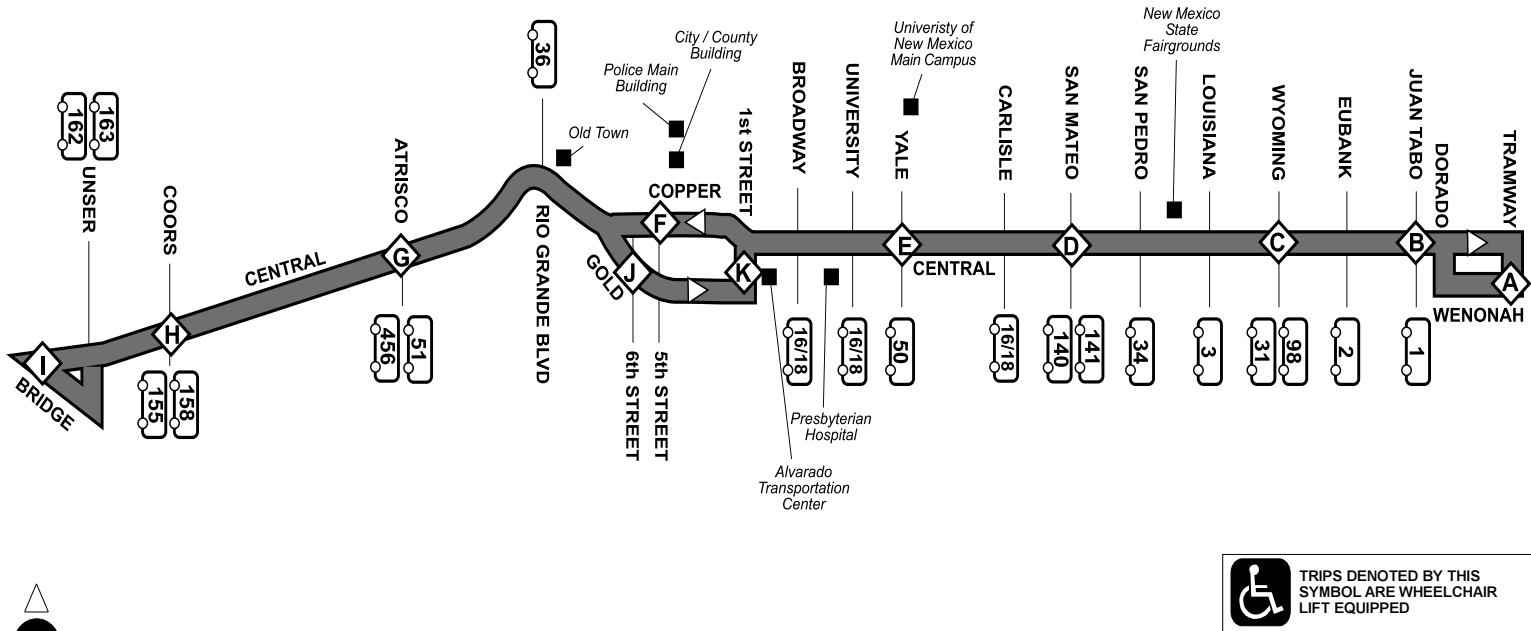 New Mexico
State
Fairgrounds
Univeristy of
New Mexico
Main Campus
City / County
Building
Police Main
Building
Old Town
36
163
162
UNSER
COORS
ATRISCO
RIO GRANDE BLVD
COPPER
1st STREET
BROADWAY
UNIVERSITY
YALE
CARLISLE
SAN MATEO
SAN PEDRO
LOUISIANA
WYOMING
EUBANK
JUAN TABO
DORADO
TRAMWAY
CENTRAL
GOLD
CENTRAL
WENONAH
BRIDGE
I
H
G
F
J
K
E
D
C
B
A
158
155
51
456
6th STREET
5th STREET
16/18
16/18
50
16/18
141
140
34
3
98
31
2
1
Presbyterian
Hospital
Alvarado
Transportation
Center
TRIPS DENOTED BY THIS
SYMBOL ARE WHEELCHAIR
LIFT EQUIPPED